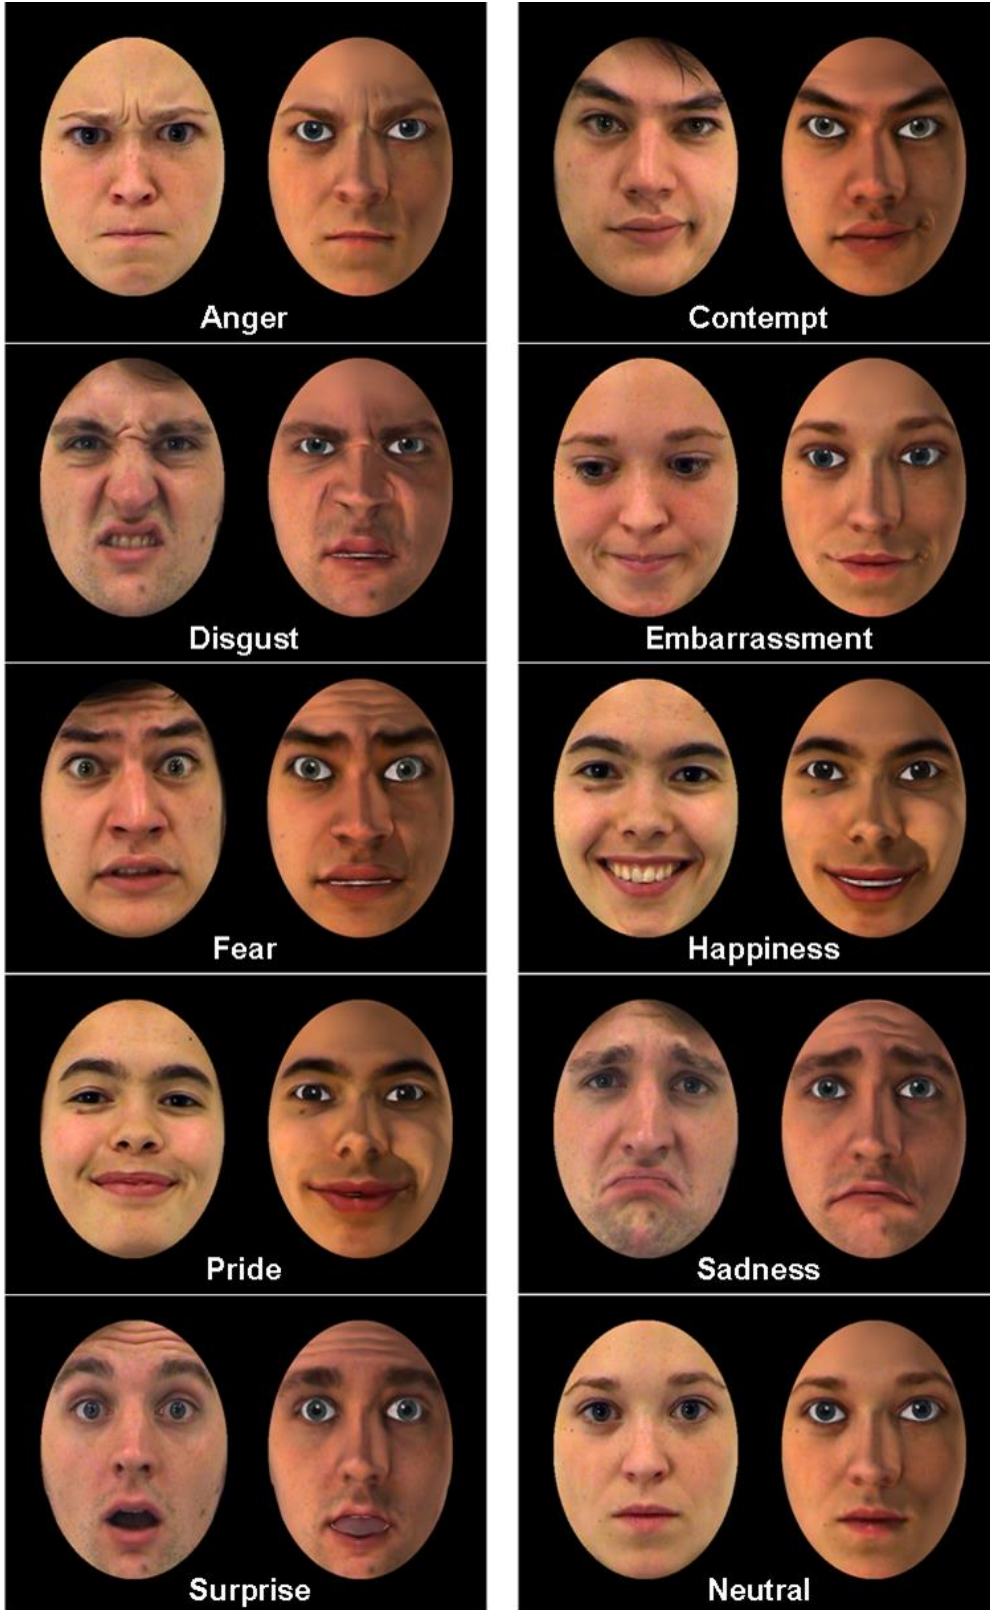 Anger
Contempt
Disgust
Embarrassment
Fear
Happiness
Pride
Sadness
Surprise
Neutral